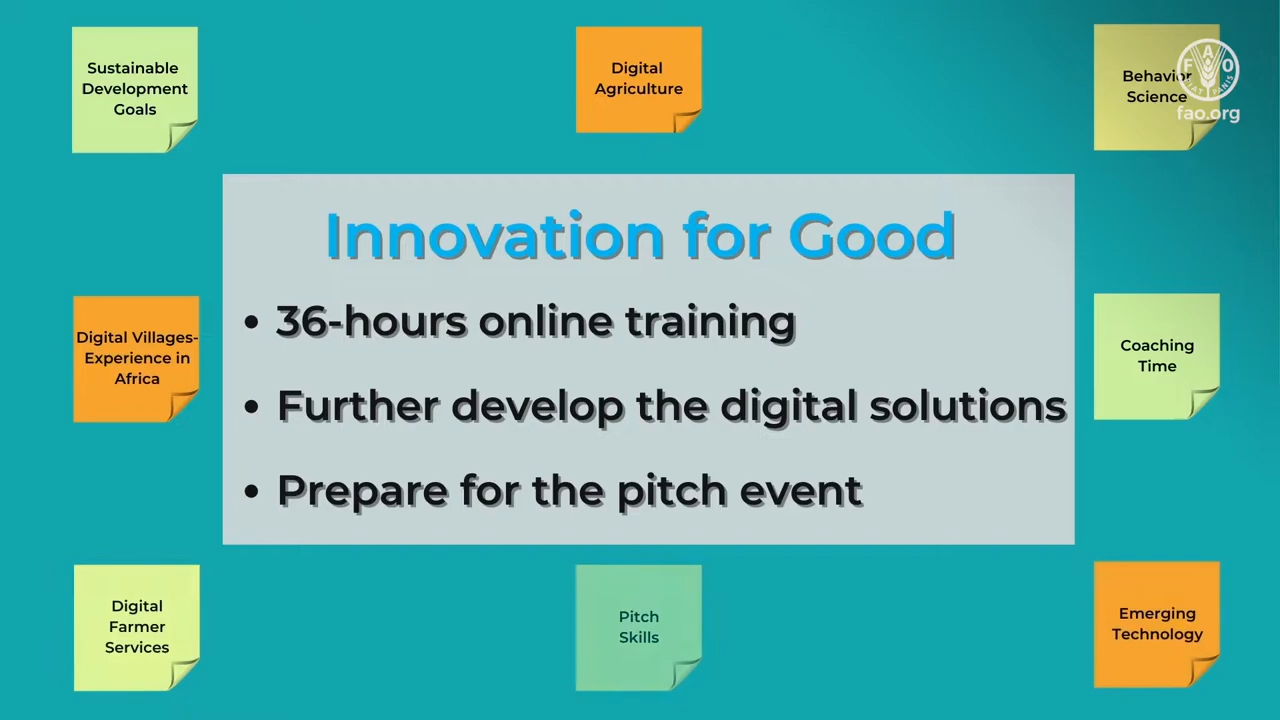 Sustainable
Development
Goals
Digital
Agriculture
Behavior
Science
F A O
FIAT PANIS
fao.org
Innovation for Good
• 36-hours online training
• Further develop the digital solutions
• Prepare for the pitch event
Digital Villages-
Experience in
Africa
Coaching
Time
Digital
Farmer
Services
Pitch
Skills
Emerging
Technology